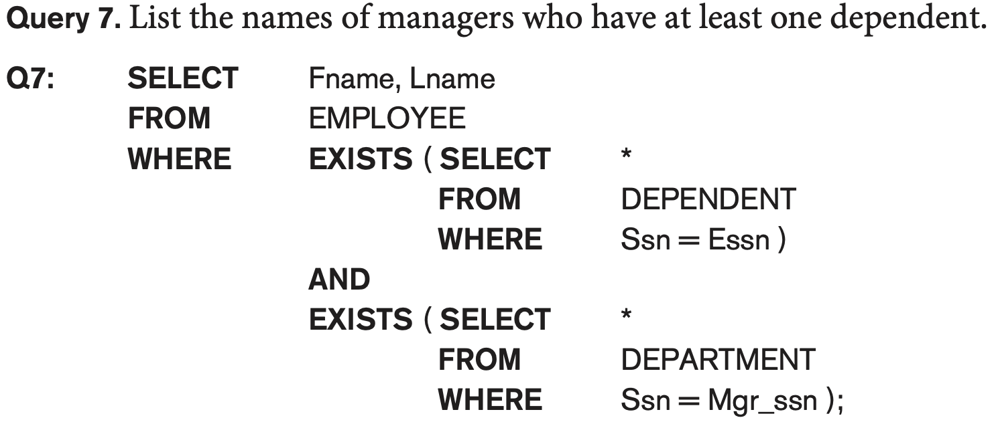 Query 7. List the names of managers who have at least one dependent.
Q7: SELECT Fname, Lname
FROM EMPLOYEE
WHERE EXISTS ( SELECT *
FROM DEPENDENT
WHERE Ssn = Essn )
AND
EXISTS ( SELECT *
FROM DEPARTMENT
WHERE Ssn = Mgr_ssn );